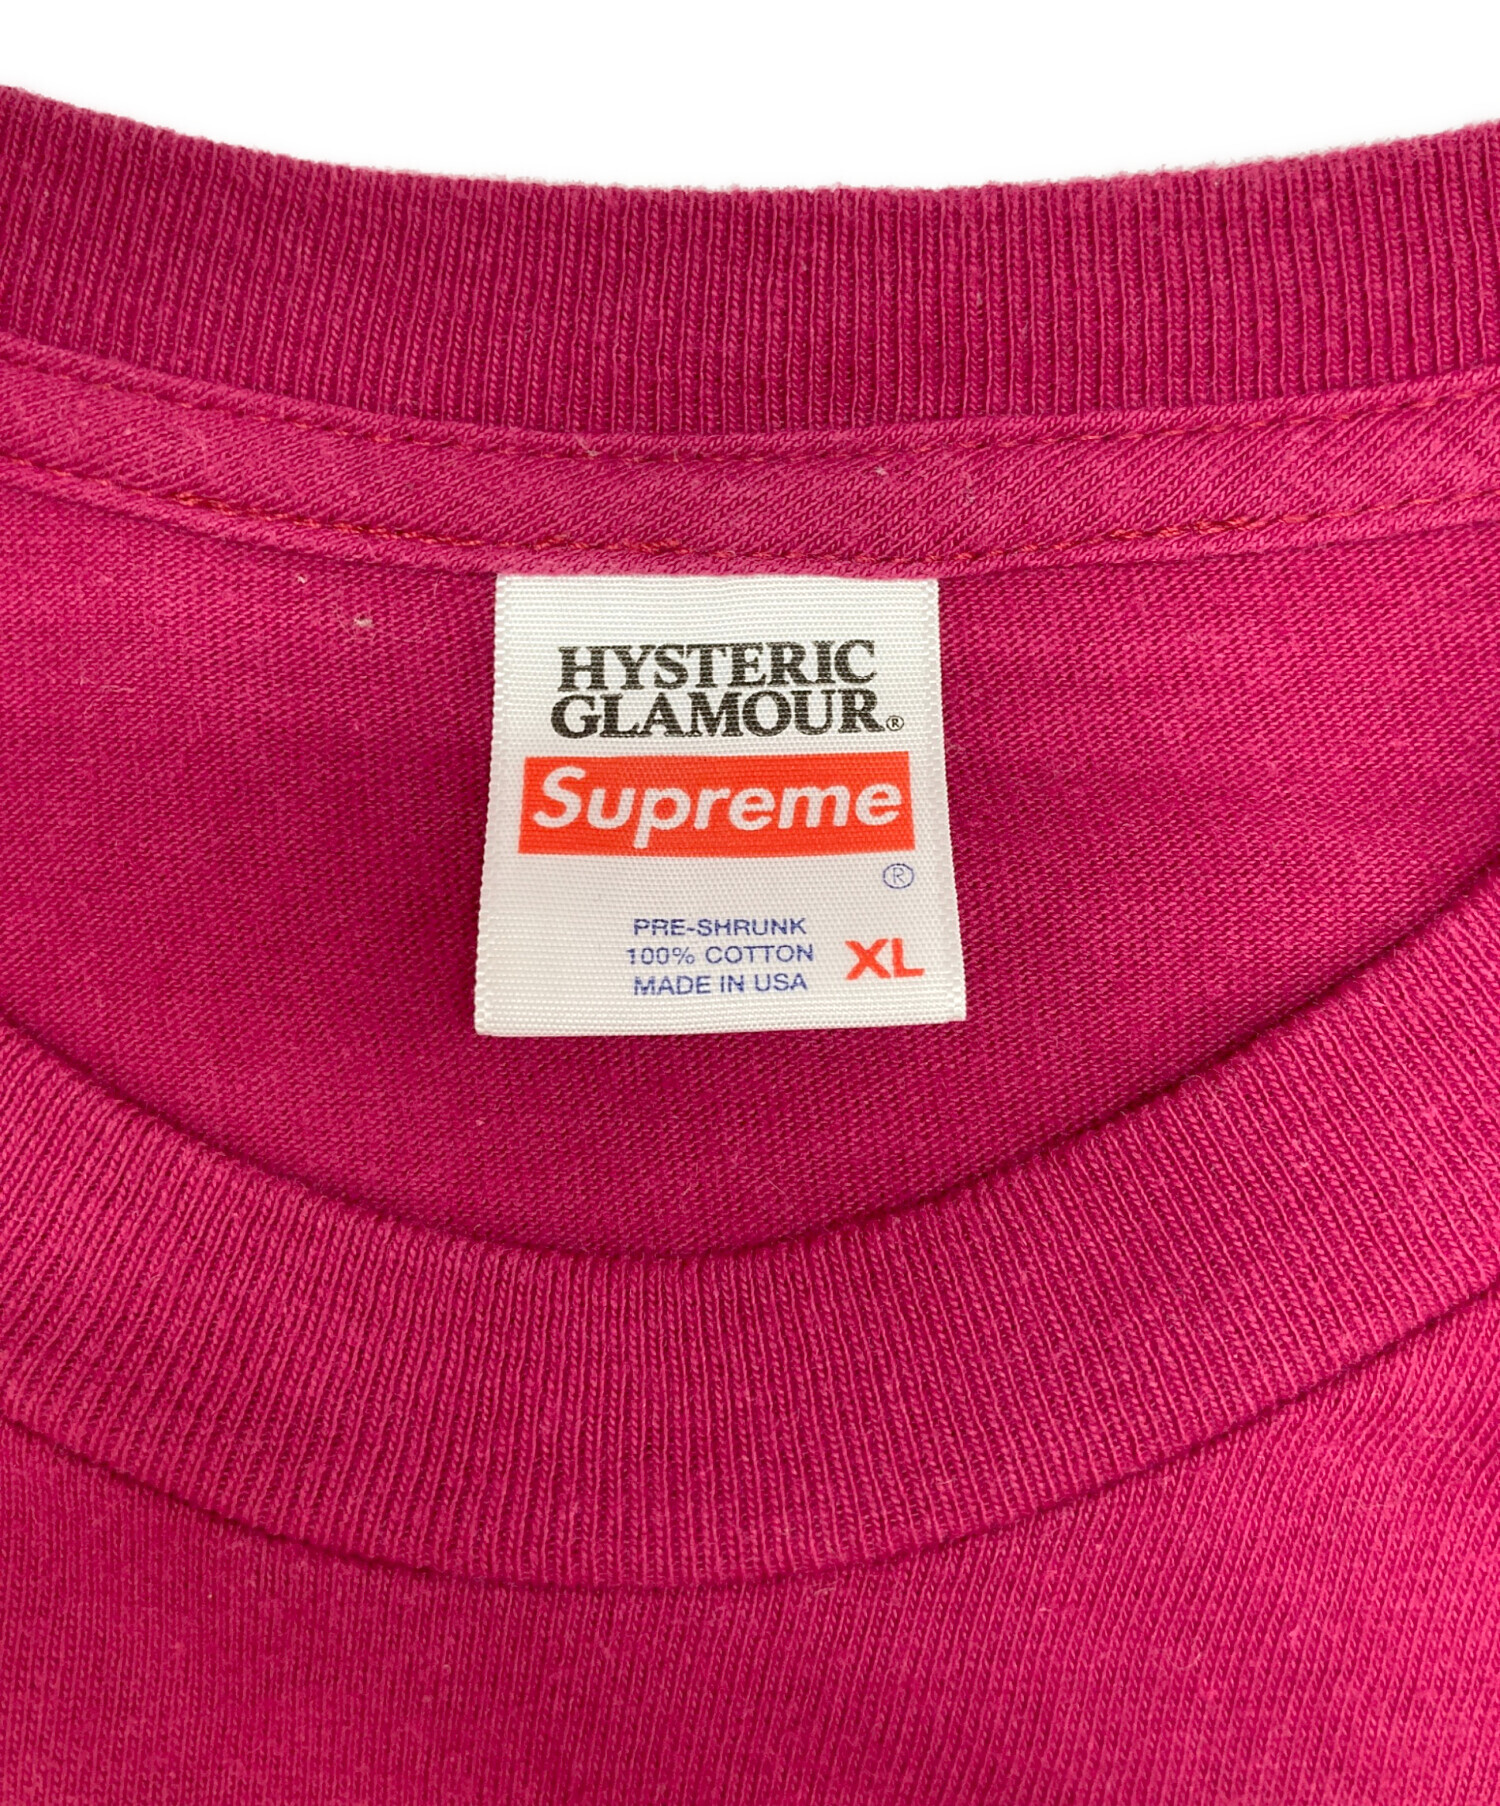 HYSTERIC
GLAMOUR®
Supreme
®
PRE-SHRUNK
100% COTTON
MADE IN USA
XL